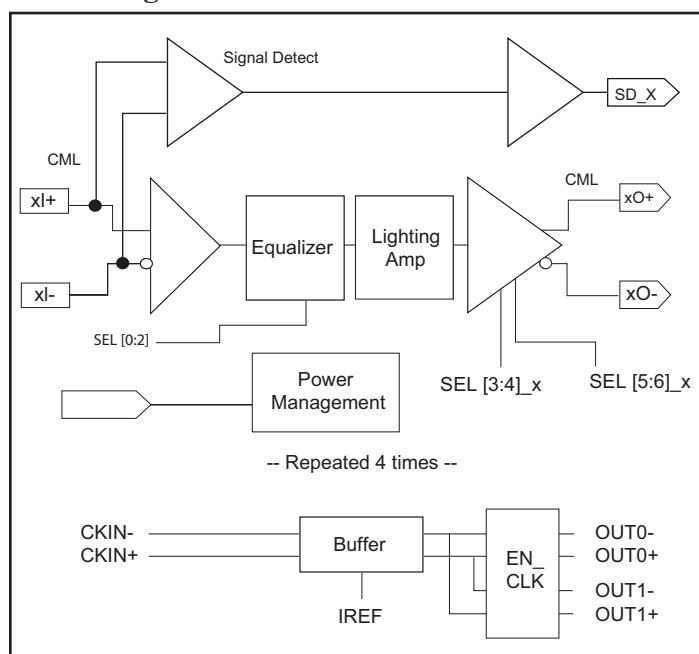 Signal Detect
SD_X
CML
CML
xI+
xO+
Equalizer
Lighting
Amp
xI-
xO-
SEL [0:2]
SEL [3:4]_x
SEL [5:6]_x
Power
Management
-- Repeated 4 times --
CKIN-
CKIN+
Buffer
IREF
EN_
CLK
OUT0-
OUT0+
OUT1-
OUT1+